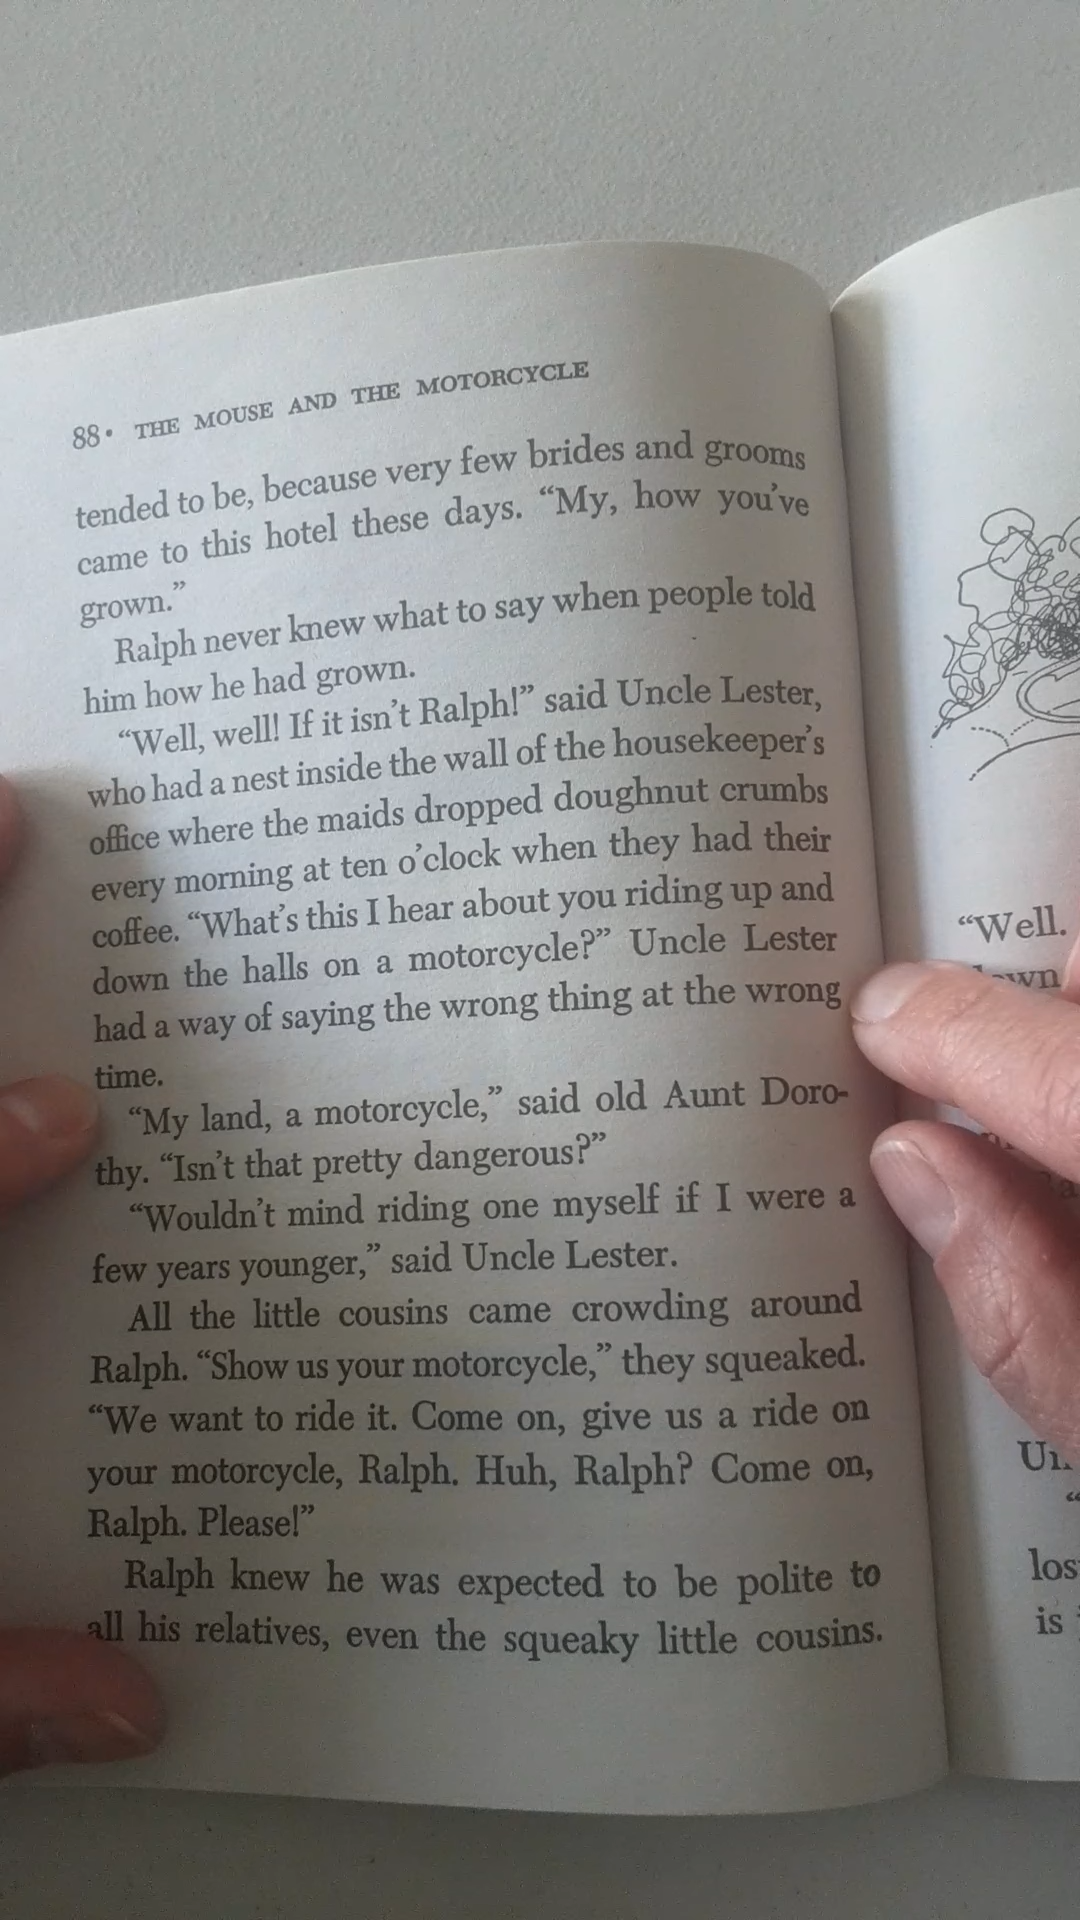 88• THE MOUSE AND THE MOTORCYCLE
tended to be, because very few brides and grooms
came to this hotel these days. “My, how you’ve
grown.”
Ralph never knew what to say when people told
him how he had grown.
“Well, well! If it isn’t Ralph!” said Uncle Lester,
who had a nest inside the wall of the housekeeper’s
office where the maids dropped doughnut crumbs
every morning at ten o’clock when they had their
coffee. “What’s this I hear about you riding up and
down the halls on a motorcycle?” Uncle Lester
had a way of saying the wrong thing at the wrong
time.
“My land, a motorcycle,” said old Aunt Doro-
thy. “Isn’t that pretty dangerous?”
“Wouldn’t mind riding one myself if I were a
few years younger,” said Uncle Lester.
All the little cousins came crowding around
Ralph. “Show us your motorcycle,” they squeaked.
“We want to ride it. Come on, give us a ride on
your motorcycle, Ralph. Huh, Ralph? Come on,
Ralph. Please!”
Ralph knew he was expected to be polite to
all his relatives, even the squeaky little cousins.
“Well.
is